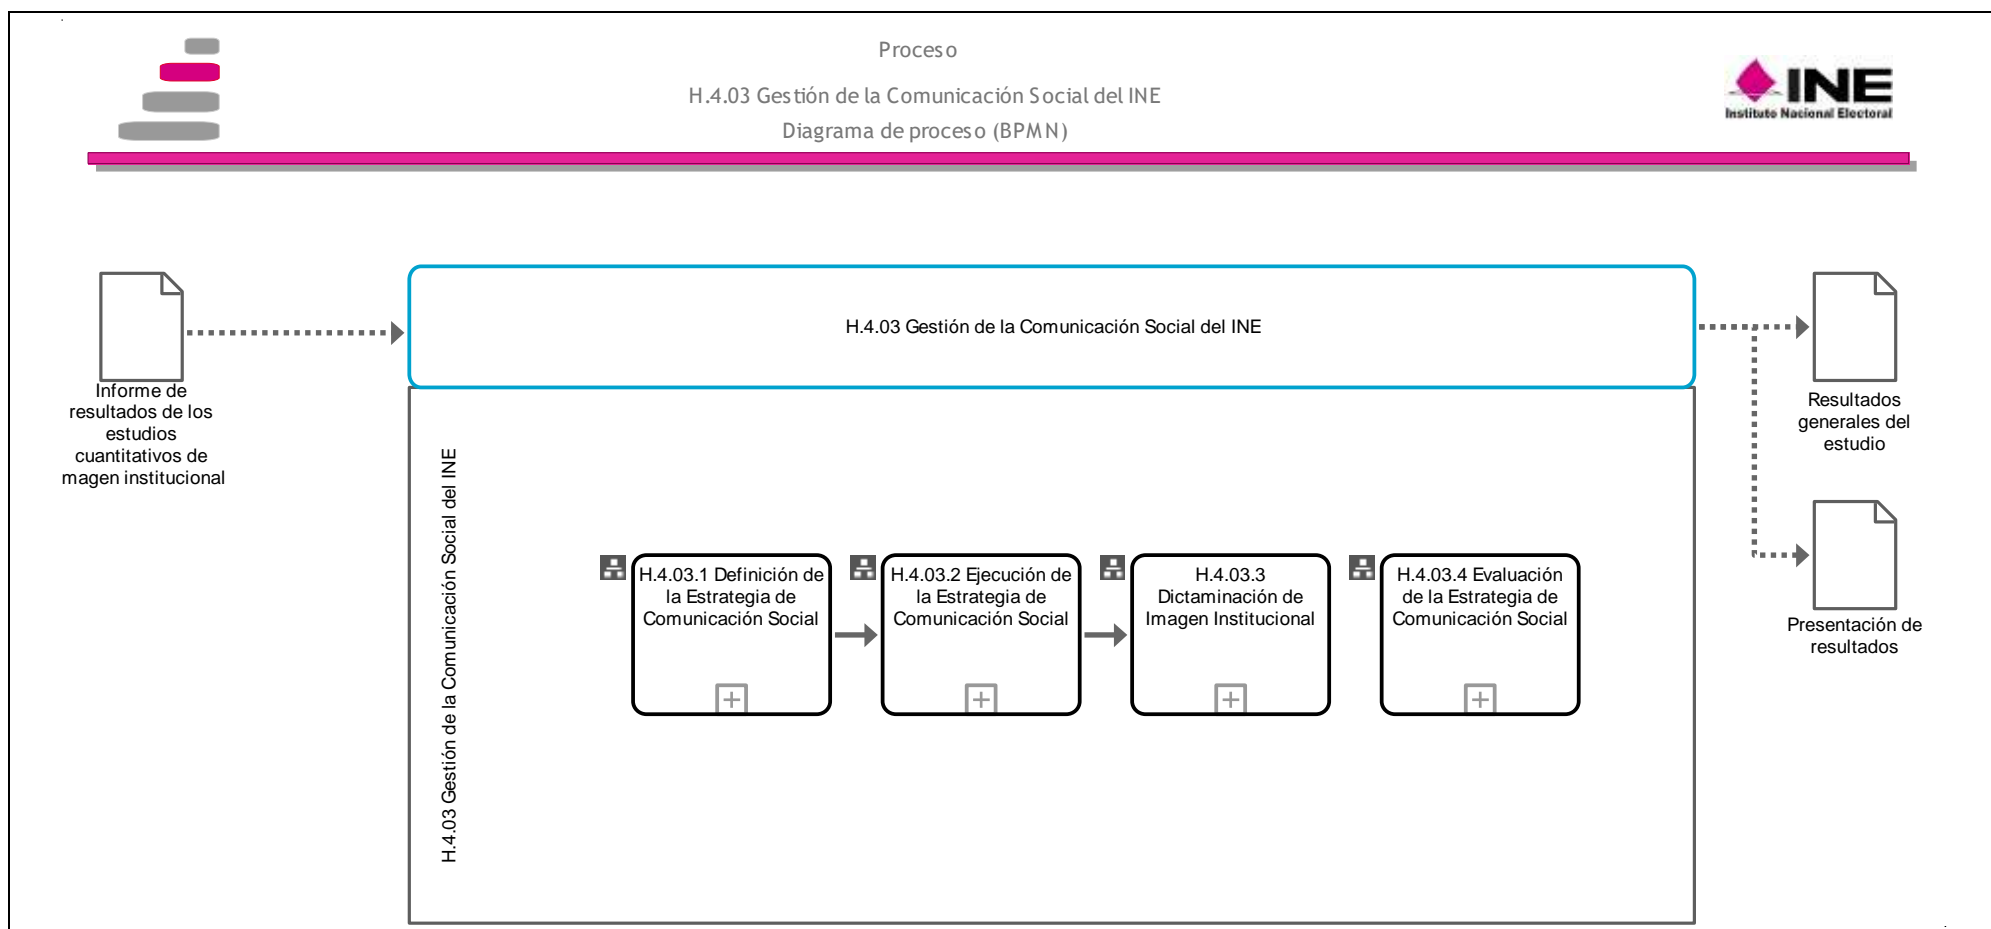 Proceso
H.4.03 Gestión de la Comunicación Social del INE
Diagrama de proceso (BPMN)
INE
Instituto Nacional Electoral
H.4.03 Gestión de la Comunicación Social del INE
Informe de
resultados de los
estudios
cuantitativos de
magen institucional
Resultados
generales del
estudio
H.4.03 Gestión de la Comunicación Social del INE
H.4.03.1 Definición de
la Estrategia de
Comunicación Social
H.4.03.2 Ejecución de
la Estrategia de
Comunicación Social
H.4.03.3
Dictaminación de
Imagen Institucional
H.4.03.4 Evaluación
de la Estrategia de
Comunicación Social
Presentación de
resultados